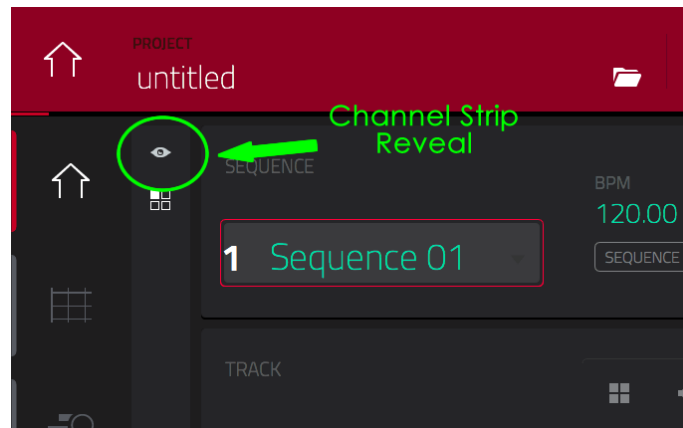 PROJECT
untitled
Channel Strip
Reveal
SEQUENCE
BPM
120.00
1 Sequence 01
SEQUENCE
TRACK